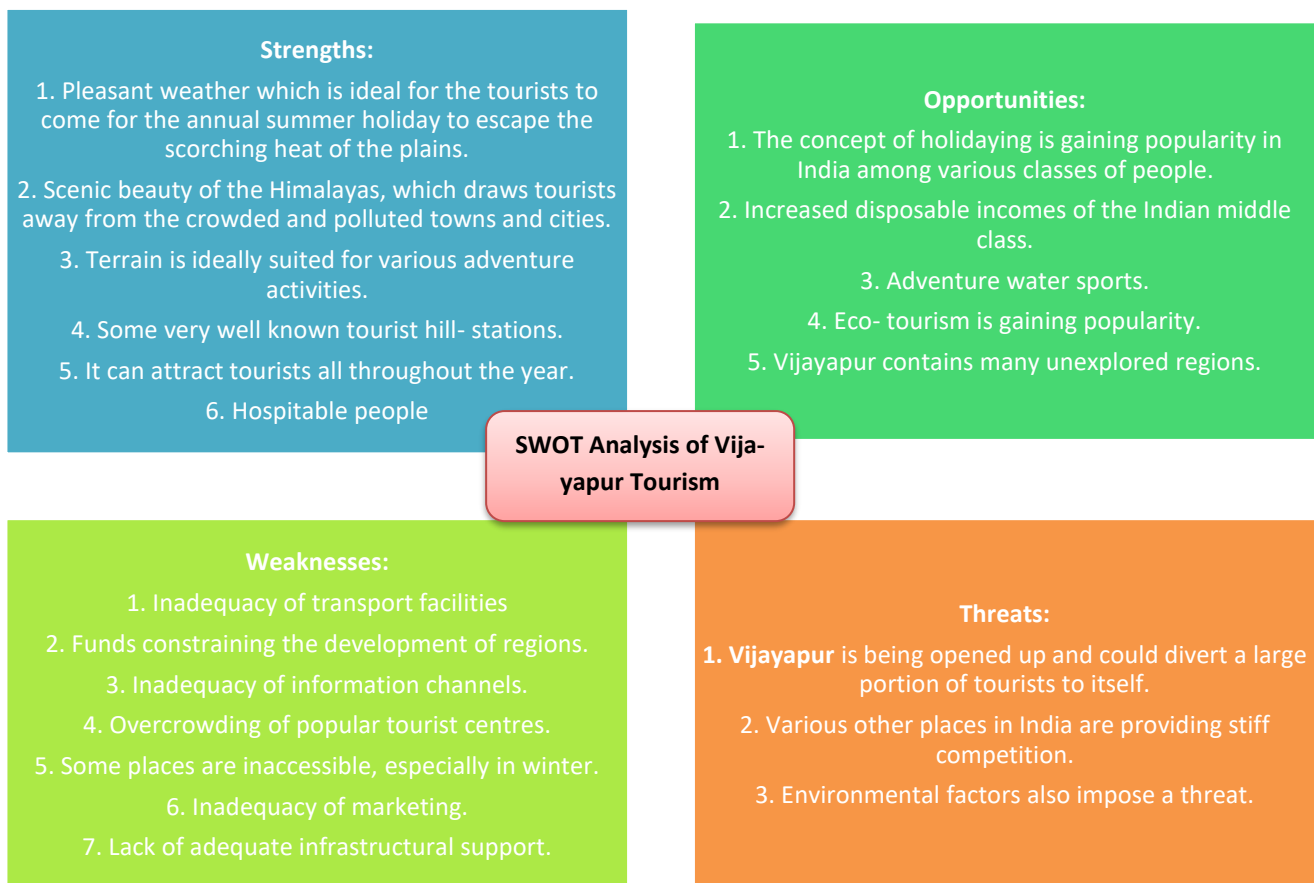 Strengths:
1. Pleasant weather which is ideal for the tourists to
come for the annual summer holiday to escape the
scorching heat of the plains.
2. Scenic beauty of the Himalayas, which draws tourists
away from the crowded and polluted towns and cities.
3. Terrain is ideally suited for various adventure
activities.
4. Some very well known tourist hill- stations.
5. It can attract tourists all throughout the year.
6. Hospitable people
Opportunities:
1. The concept of holidaying is gaining popularity in
India among various classes of people.
2. Increased disposable incomes of the Indian middle
class.
3. Adventure water sports.
4. Eco- tourism is gaining popularity.
5. Vijayapur contains many unexplored regions.
SWOT Analysis of Vija-
yapur Tourism
Weaknesses:
1. Inadequacy of transport facilities
2. Funds constraining the development of regions.
3. Inadequacy of information channels.
4. Overcrowding of popular tourist centres.
5. Some places are inaccessible, especially in winter.
6. Inadequacy of marketing.
7. Lack of adequate infrastructural support.
Threats:
1. Vijayapur is being opened up and could divert a large
portion of tourists to itself.
2. Various other places in India are providing stiff
competition.
3. Environmental factors also impose a threat.